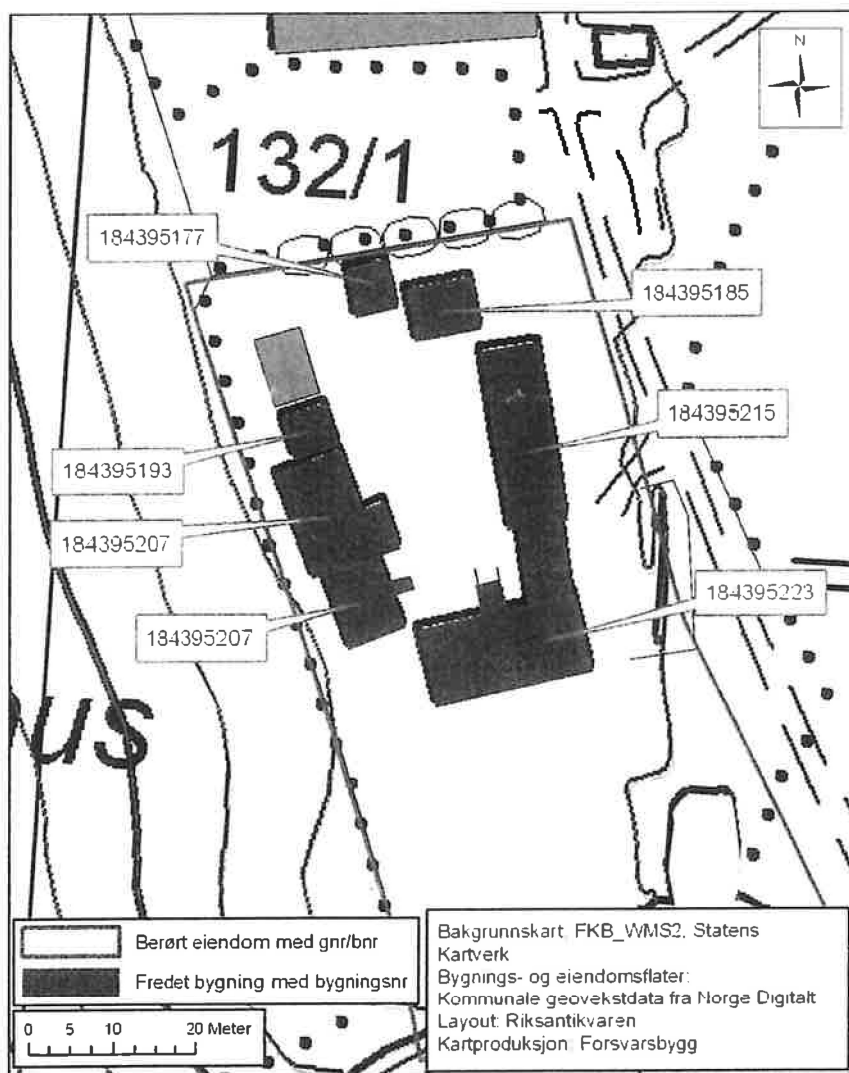 N
132/1
184395177
184395185
184395215
184395193
184395207
184395223
184395207
us
Berørt eiendom med gnr/bnr
Fredet bygning med bygningsnr
0 5 10 20 Meter
Bakgrunnskart, FKB_WMS2, Statens
Kartverk
Bygnings- og eiendomsflater:
Kommunale geovekstdata fra Norge Digitalt
Layout: Riksantikvaren
Kartproduksjon: Forsvarsbygg